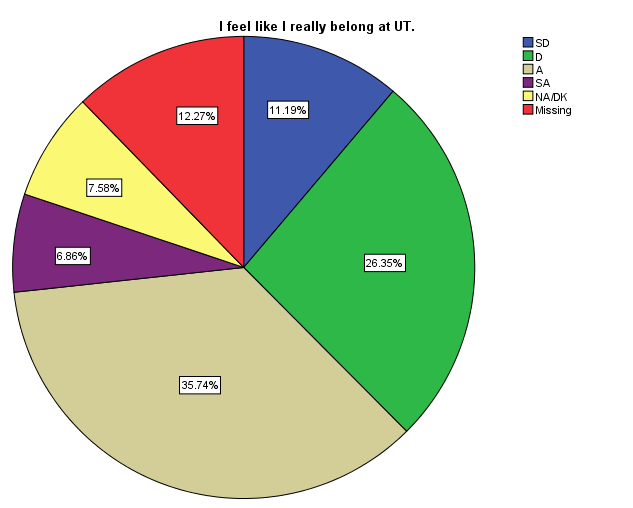 I feel like I really belong at UT.
SD
D
A
SA
NA/DK
Missing
12.27%
11.19%
7.58%
6.86%
26.35%
35.74%